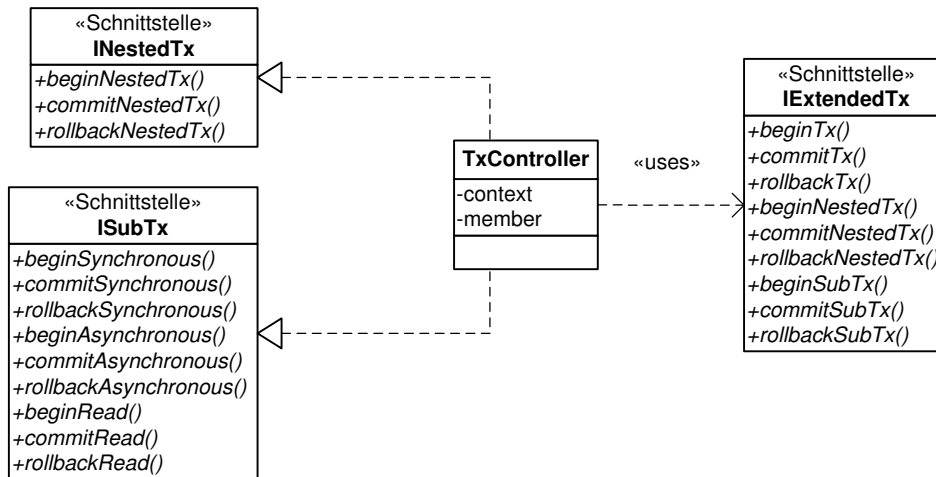 «Schnittstelle»
INestedTx
+beginNestedTx()
+commitNestedTx()
+rollbackNestedTx()
«Schnittstelle»
ISubTx
+beginSynchronous()
+commitSynchronous()
+rollbackSynchronous()
+beginAsynchronous()
+commitAsynchronous()
+rollbackAsynchronous()
+beginRead()
+commitRead()
+rollbackRead()
TxController
-context
-member
«uses»
«Schnittstelle»
IExtendedTx
+beginTx()
+commitTx()
+rollbackTx()
+beginNestedTx()
+commitNestedTx()
+rollbackNestedTx()
+beginSubTx()
+commitSubTx()
+rollbackSubTx()